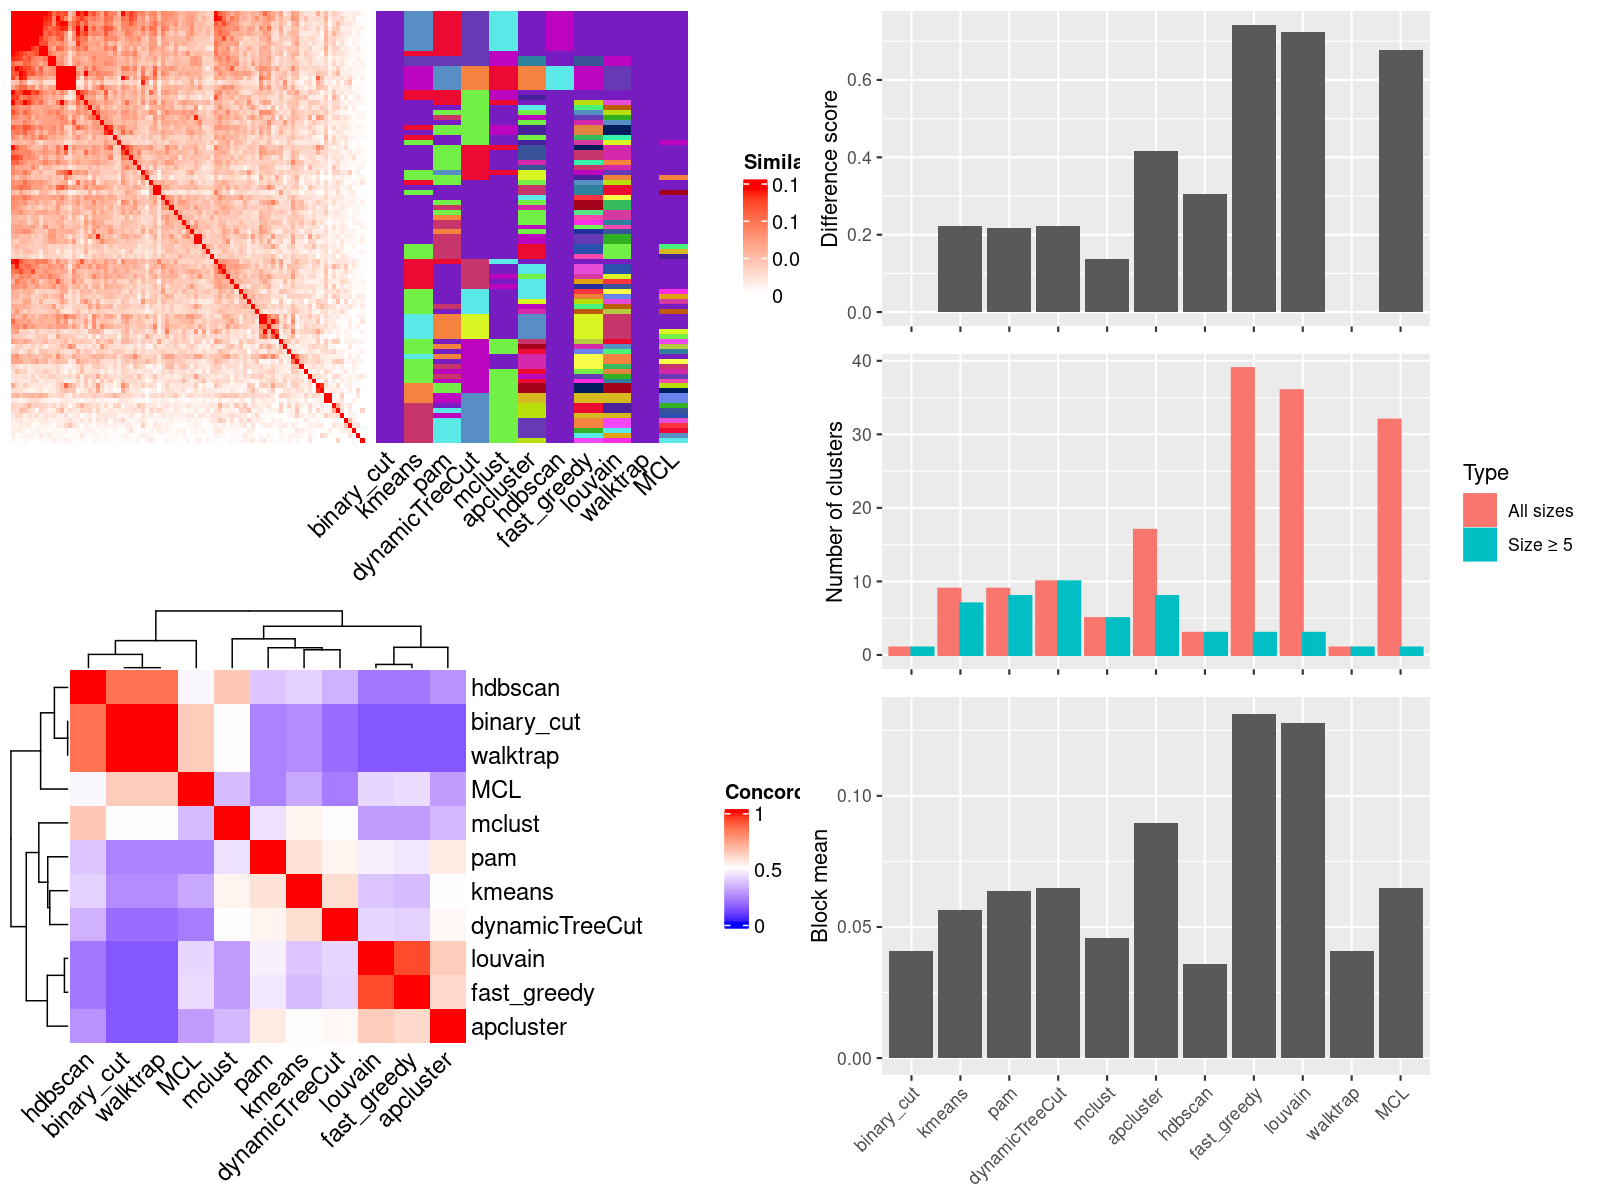 Simila
0.1
0.1
0.0
0
binary_cut
kmeans
pam
dynamicTreeCut
mclust
apcluster
hdbscan
fast_greedy
louvain
walktrap
MCL
hdbscan
binary_cut
walktrap
MCL
mclust
pam
kmeans
dynamicTreeCut
louvain
fast_greedy
apcluster
hdbscan
binary_cut
walktrap
MCL
mclust
pam
kmeans
dynamicTreeCut
louvain
fast_greedy
apcluster
Concord
1
0.5
0
Difference score
0.6
0.4
0.2
0.0
Number of clusters
40
30
20
10
0
Type
All sizes
Size ≥ 5
Block mean
0.10
0.05
0.00
binary_cut
kmeans
pam
dynamicTreeCut
mclust
apcluster
hdbscan
fast_greedy
louvain
walktrap
MCL